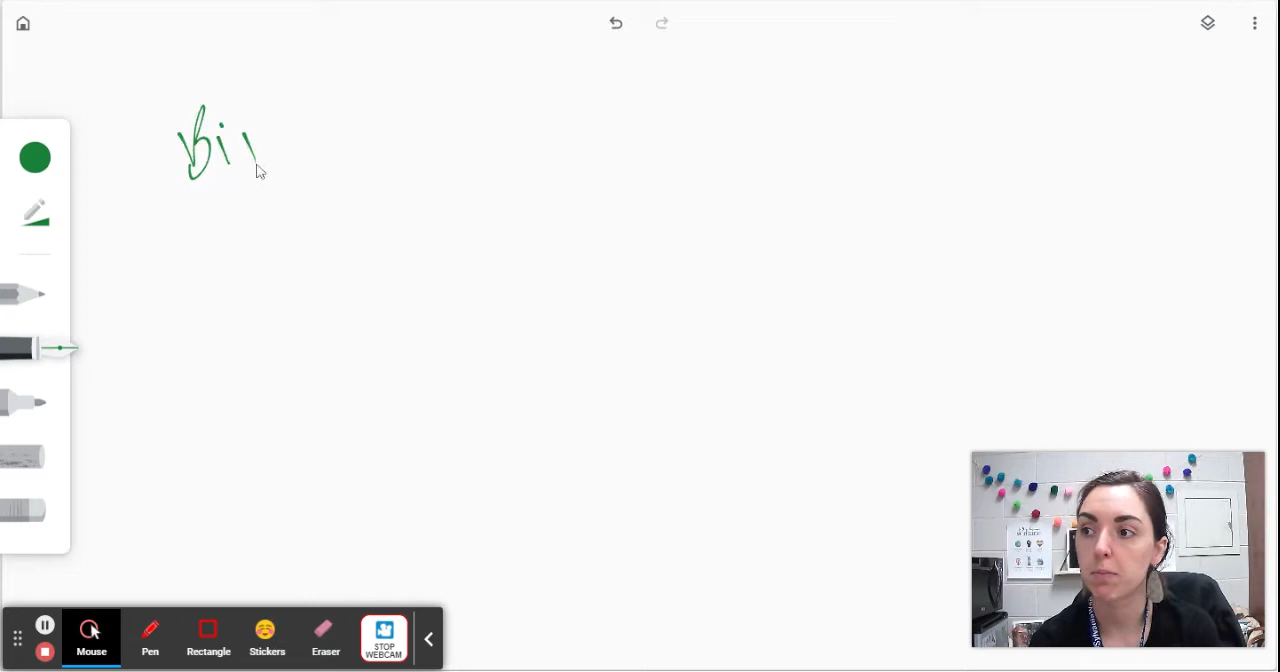 Bi
Mouse
Pen
Rectangle
Stickers
Eraser
STOP
WEBCAM